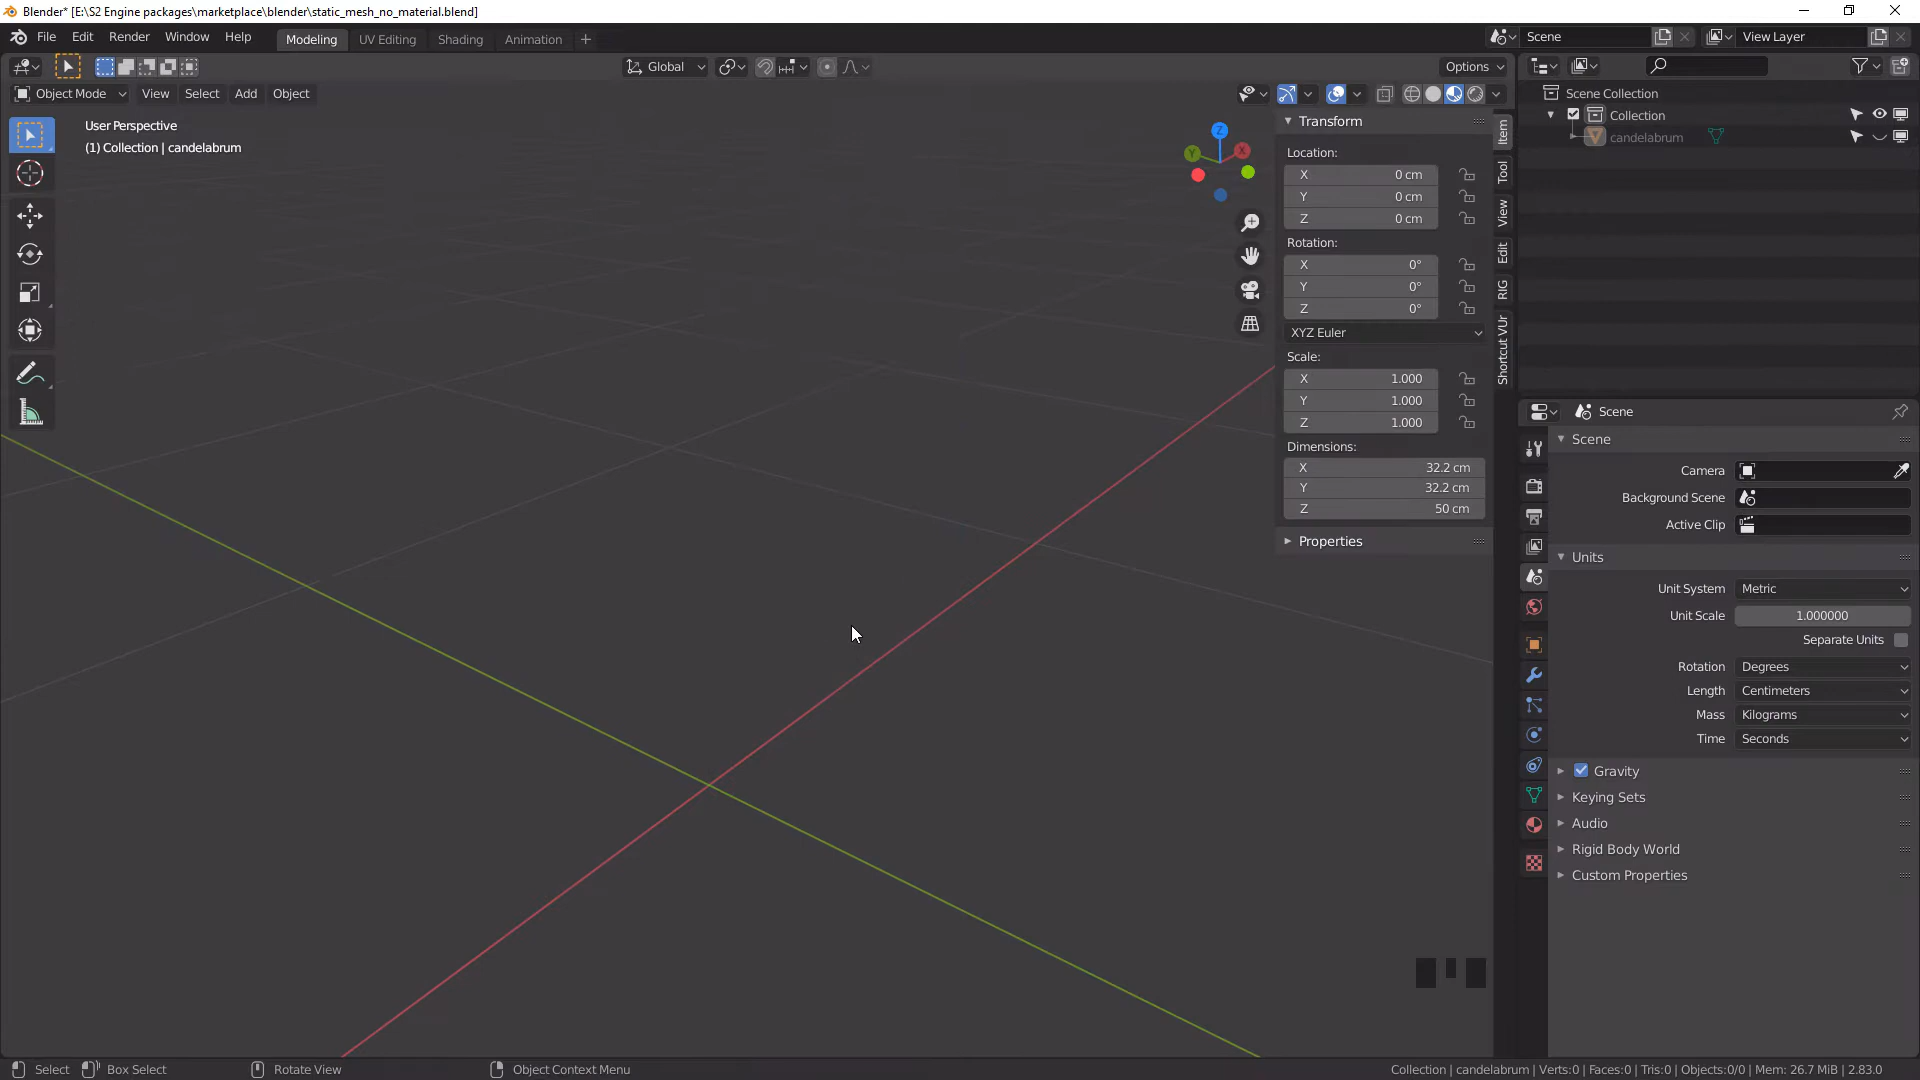 Blender* [E:\S2 Engine packages\marketplace\blender\static_mesh_no_material.blend]
File Edit Render Window Help Modeling UV Editing Shading Animation + Scene View Layer
Global Options
Object Mode View Select Add Object
User Perspective
(1) Collection | candelabrum
Z
Y X
Transform
Location:
X 0 cm
Y 0 cm
Z 0 cm
Rotation:
X 0°
Y 0°
Z 0°
XYZ Euler
Scale:
X 1.000
Y 1.000
Z 1.000
Dimensions:
X 32.2 cm
Y 32.2 cm
Z 50 cm
Properties
Item
Tool
View
Edit
RIG
Shortcut VUr
Scene Collection
Collection
candelabrum
Scene
Scene
Camera
Background Scene
Active Clip
Units
Unit System Metric
Unit Scale 1.000000
Separate Units
Rotation Degrees
Length Centimeters
Mass Kilograms
Time Seconds
Gravity
Keying Sets
Audio
Rigid Body World
Custom Properties
Select Box Select Rotate View Object Context Menu Collection | candelabrum | Verts:0 | Faces:0 | Tris:0 | Objects:0/0 | Mem: 26.7 MiB | 2.83.0